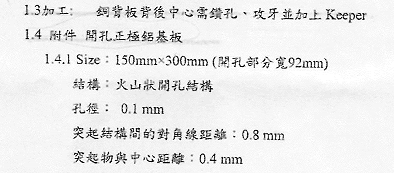 1.3加工:    銅背板背後中心需鑽孔、攻牙並加上 Keeper
1.4 附件  開孔正極鋁基板
1.4.1 Size：150mm×300mm (開孔部分寬92mm)
結構：火山狀開孔結構
孔徑： 0.1 mm
突起結構間的對角線距離：0.8 mm
突起物與中心距離：0.4 mm